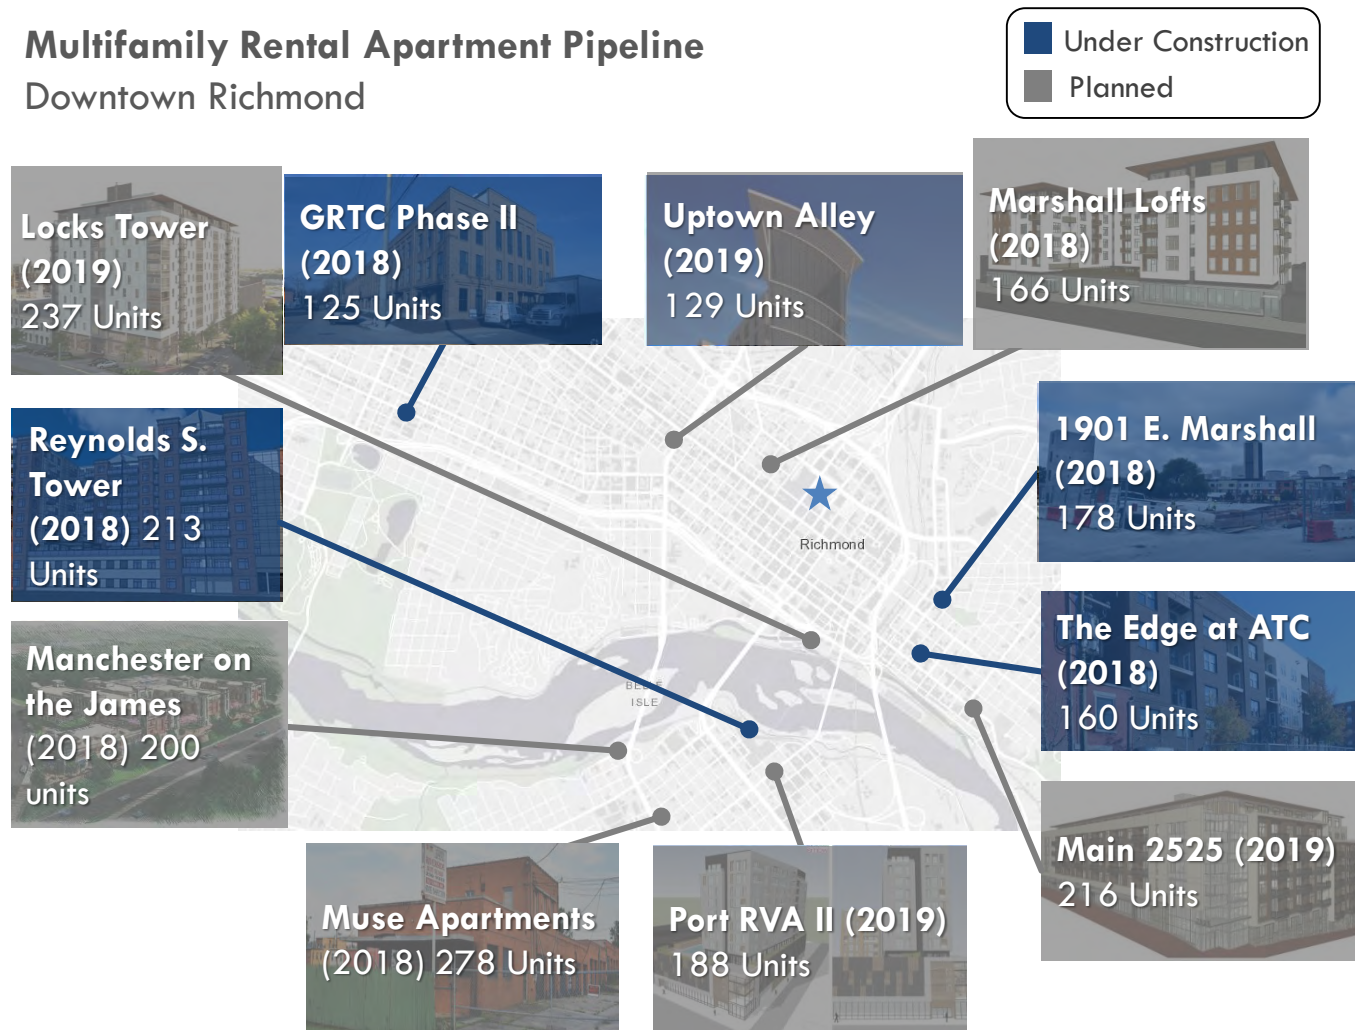 Multifamily Rental Apartment Pipeline
Downtown Richmond
Under Construction
Planned
Locks Tower
(2019)
237 Units
GRTC Phase II
(2018)
125 Units
Uptown Alley
(2019)
129 Units
Marshall Lofts
(2018)
166 Units
Reynolds S.
Tower
(2018) 213
Units
1901 E. Marshall
(2018)
178 Units
Richmond
The Edge at ATC
(2018)
160 Units
Manchester on
the James
(2018) 200
units
BELLE
ISLE
Main 2525 (2019)
216 Units
Muse Apartments
(2018) 278 Units
Port RVA II (2019)
188 Units